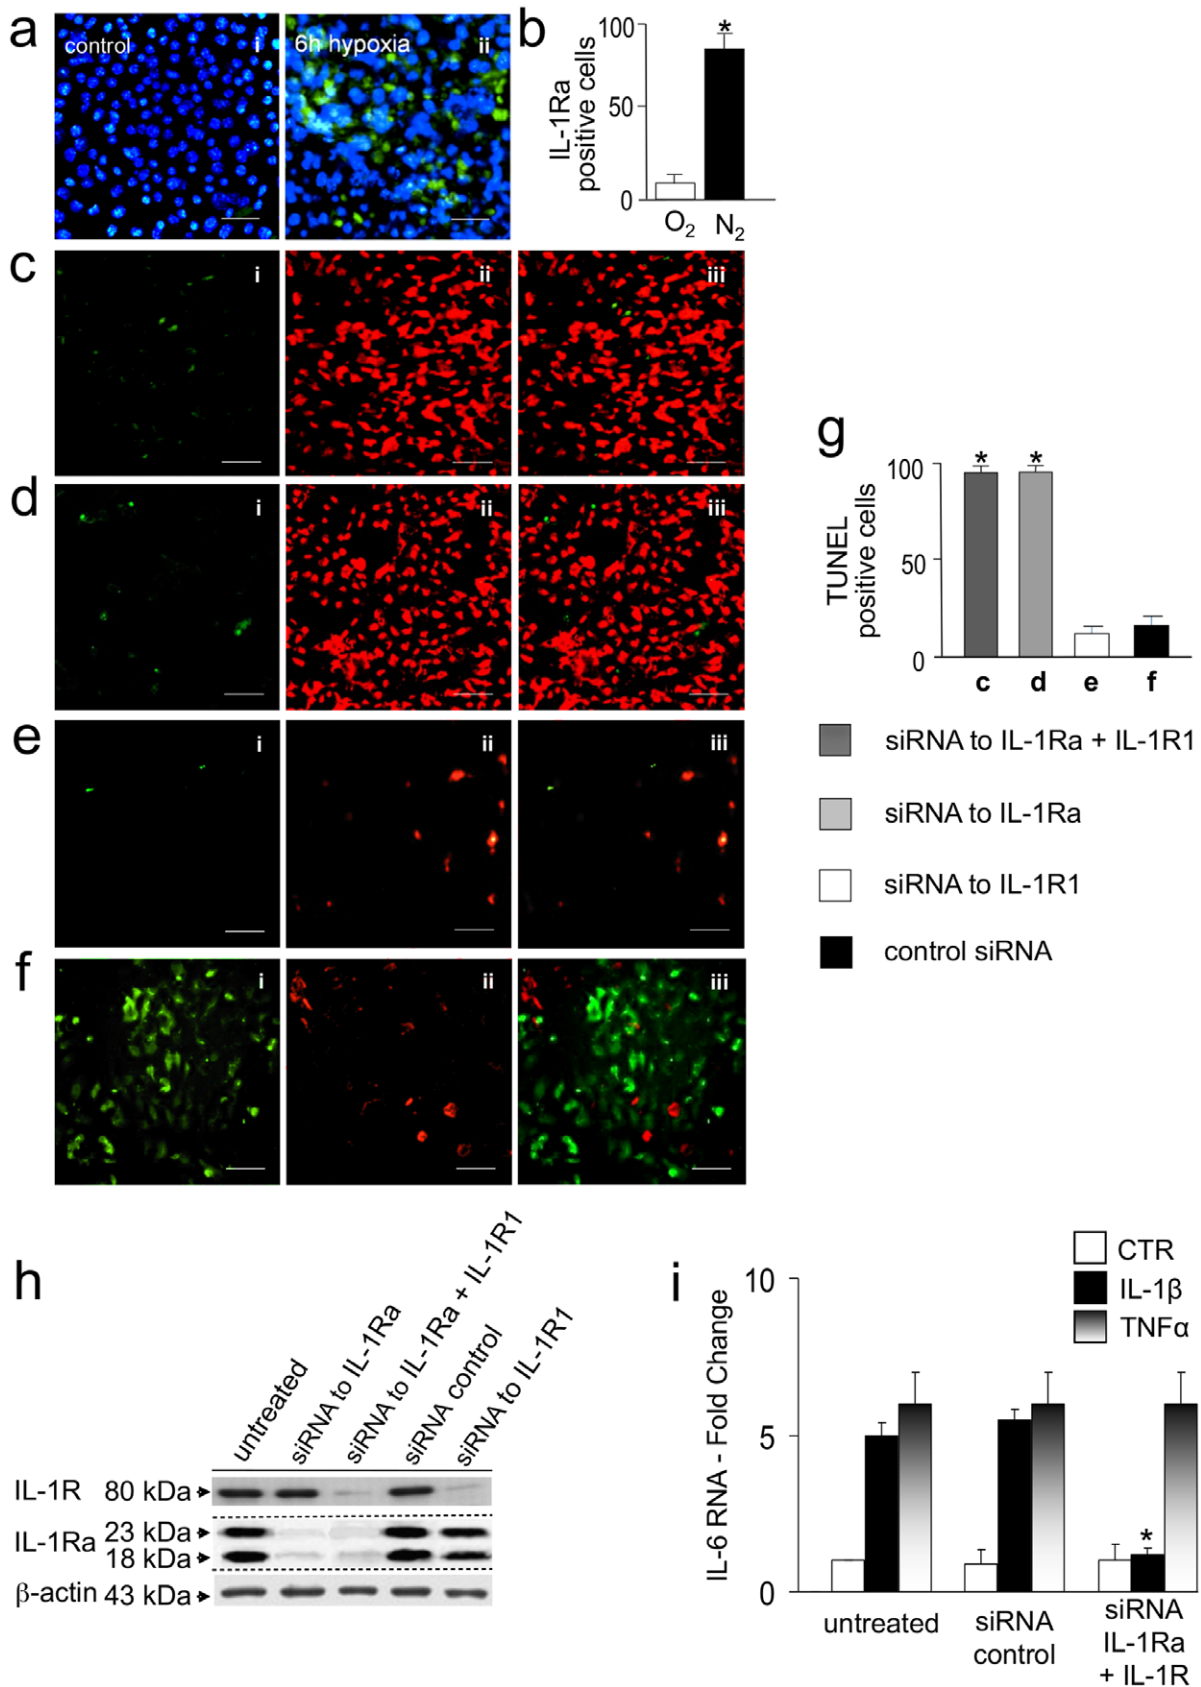 a
control
i
6h hypoxia
ii
b
IL-1Ra
positive cells
100
50
0
*
O2
N2
c
i
ii
iii
d
i
ii
iii
e
i
ii
iii
f
i
ii
iii
g
TUNEL
positive cells
100
50
0
*
*
c d e f
siRNA to IL-1Ra + IL-1R1
siRNA to IL-1Ra
siRNA to IL-1R1
control siRNA
h
untreated
siRNA to IL-1Ra
siRNA to IL-1Ra + IL-1R1
siRNA control
siRNA to IL-1R1
IL-1R 80 kDa
IL-1Ra
23 kDa
18 kDa
β-actin 43 kDa
i
IL-6 RNA - Fold Change
10
5
0
CTR
IL-1β
TNFα
*
untreated
siRNA
control
siRNA
IL-1Ra
+ IL-1R